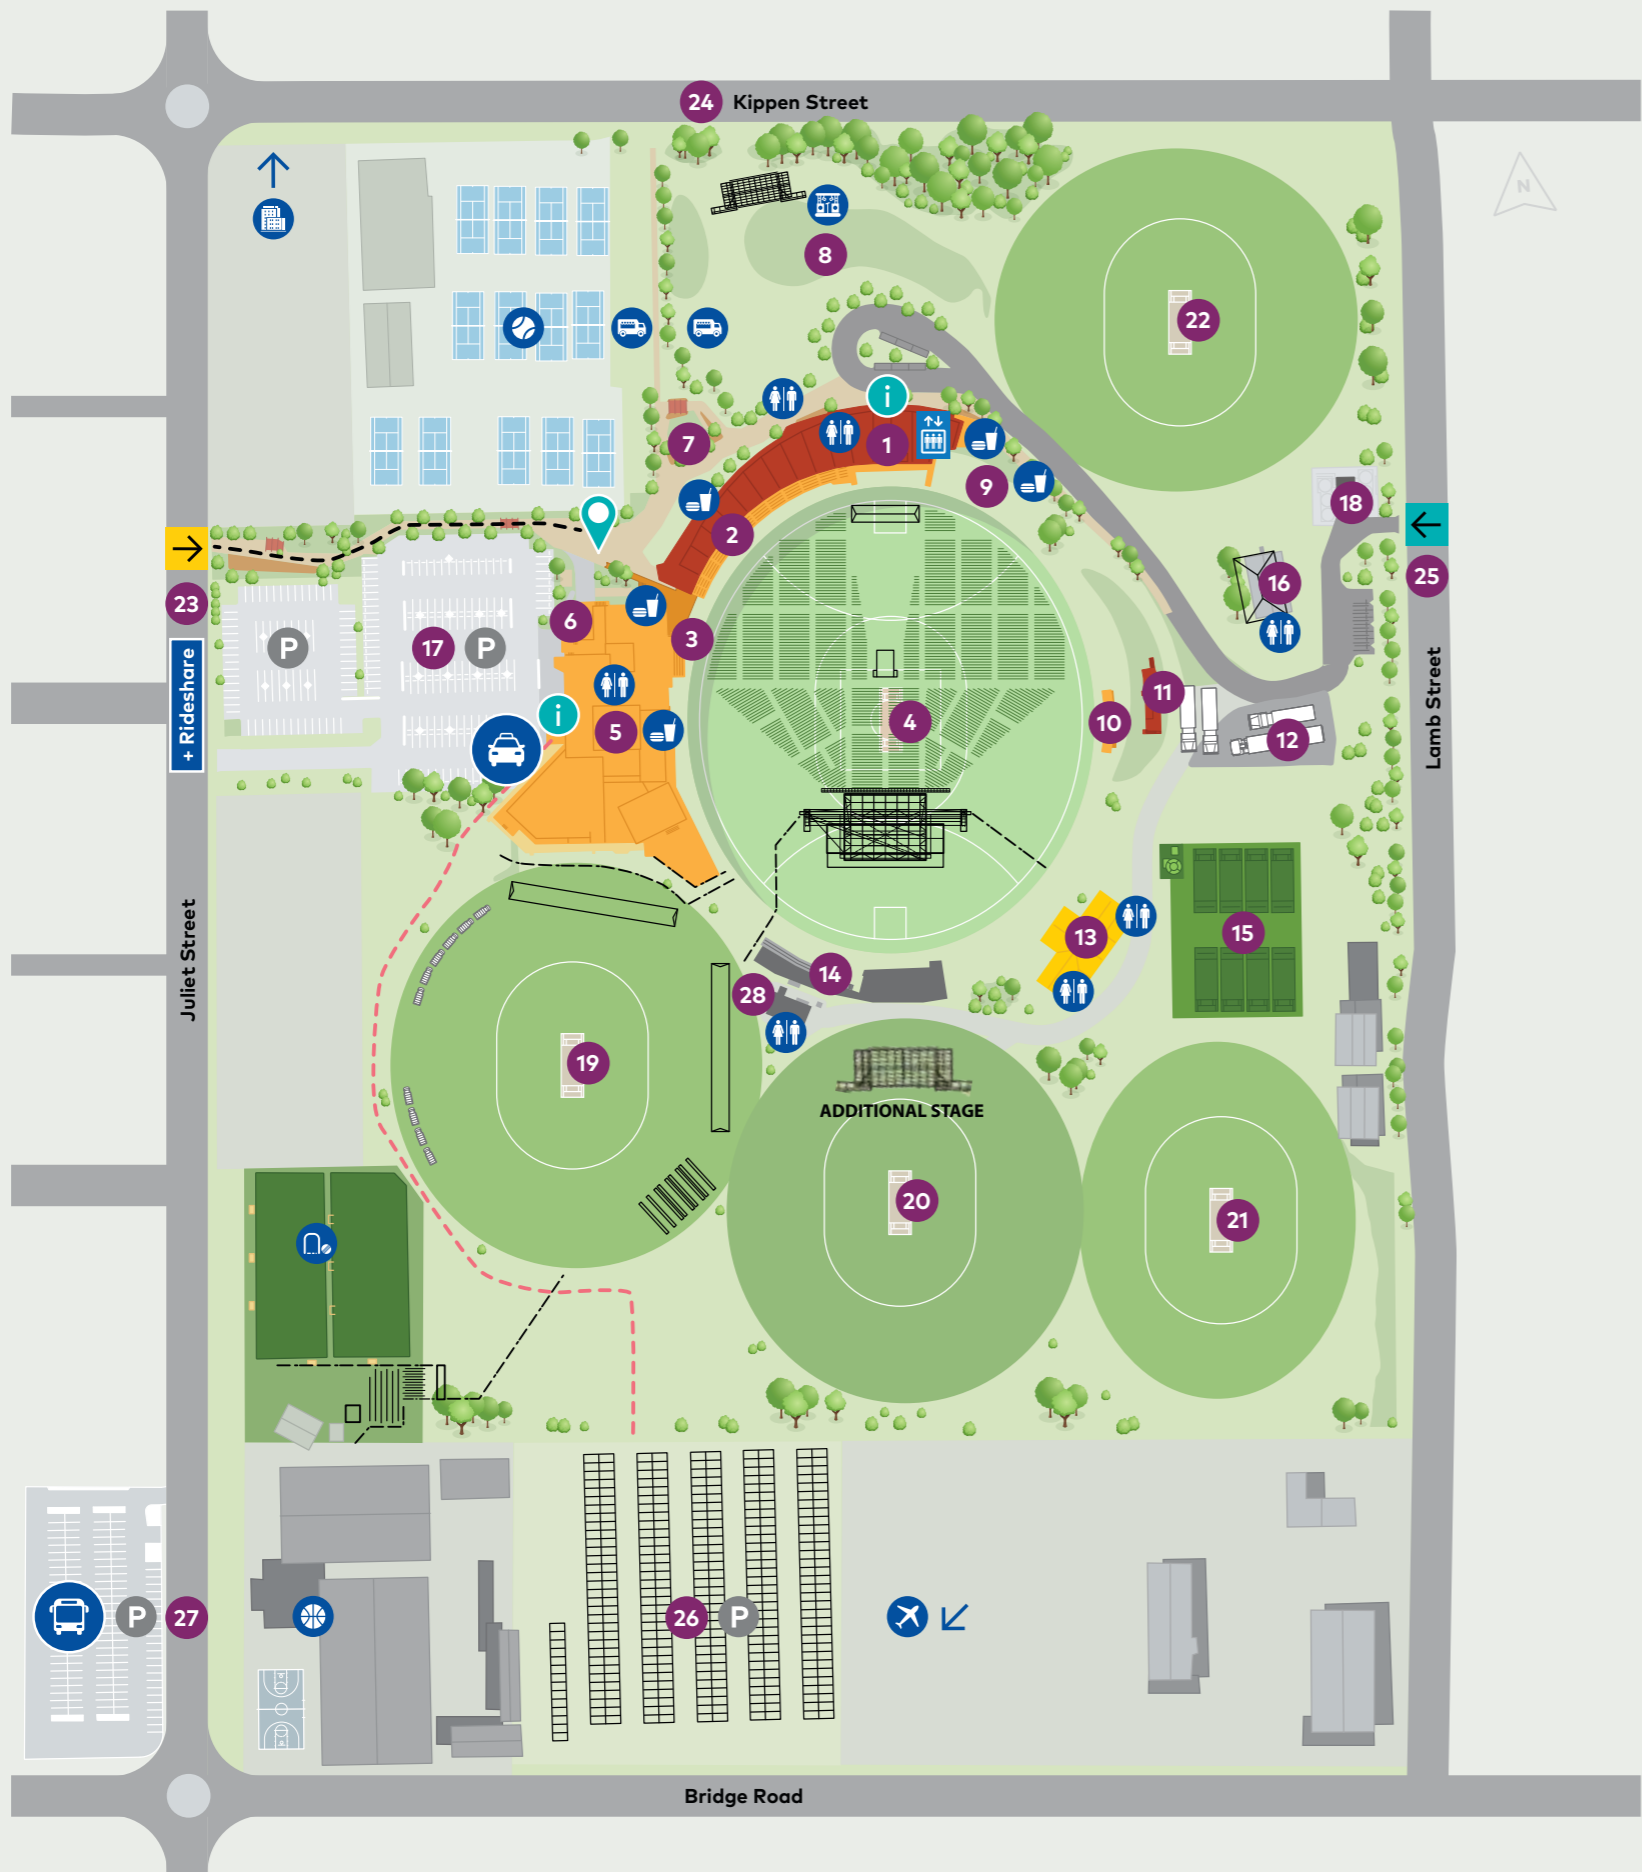 24 Kippen Street
N
8
22
i
1
7
9
2
18
16
25
23
6
3
P
17
P
+ Rideshare
Lamb Street
11
i
5
4
10
12
15
13
14
28
Juliet Street
19
ADDITIONAL STAGE
20
21
P
27
26
P
Bridge Road